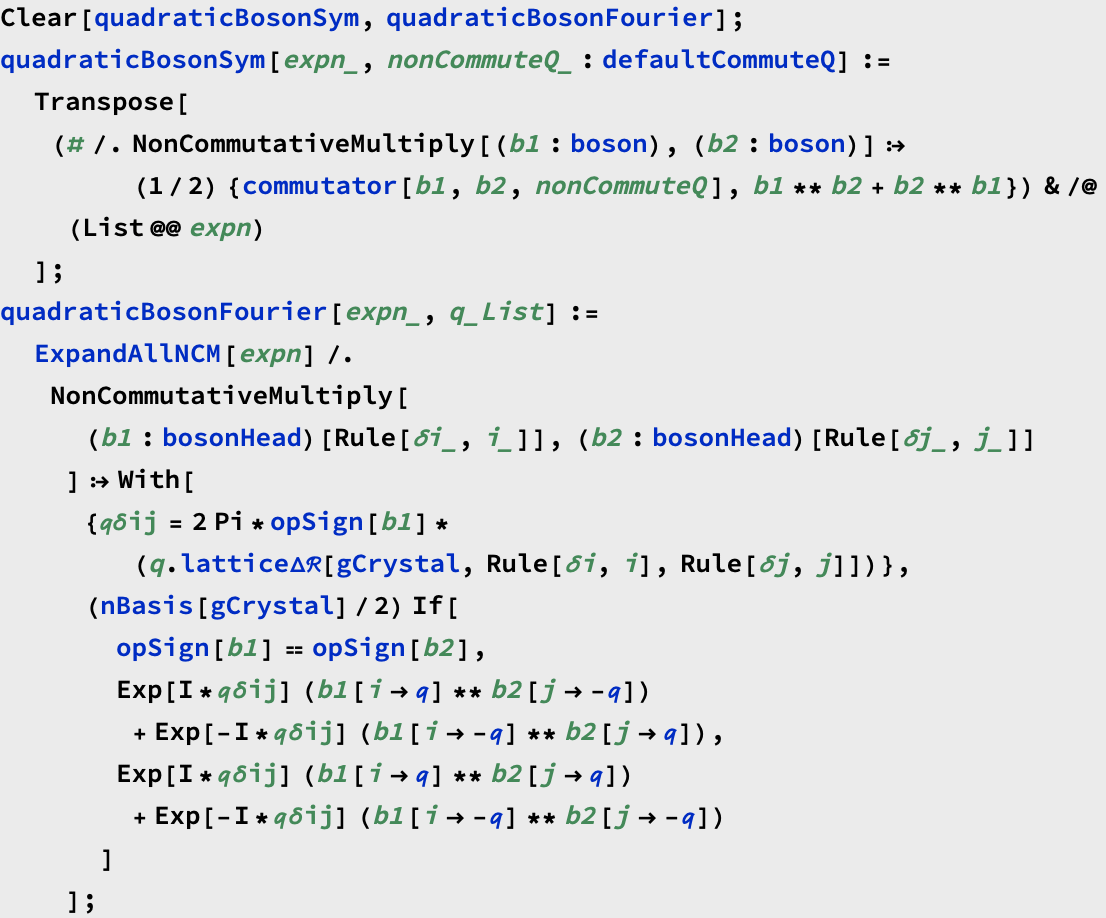 Clear[quadraticBosonSym, quadraticBosonFourier];
quadraticBosonSym[expn_, nonCommuteQ_ : defaultCommuteQ] :=
Transpose[
(# /. NonCommutativeMultiply[(b1 : boson), (b2 : boson)] :→
(1 / 2) {commutator[b1, b2, nonCommuteQ], b1 ** b2 + b2 ** b1}) & /@
(List @@ expn)
];
quadraticBosonFourier[expn_, q_List] :=
ExpandAllNCM[expn] /.
NonCommutativeMultiply[
(b1 : bosonHead)[Rule[δi_, i_]], (b2 : bosonHead)[Rule[δj_, j_]]
] :→ With[
{qδij = 2 Pi * opSign[b1] *
(q.latticeΔℛ[gCrystal, Rule[δi, i], Rule[δj, j]])},
(nBasis[gCrystal] / 2) If[
opSign[b1] == opSign[b2],
Exp[I * qδij] (b1[i → q] ** b2[j → -q])
+ Exp[-I * qδij] (b1[i → -q] ** b2[j → q]),
Exp[I * qδij] (b1[i → q] ** b2[j → q])
+ Exp[-I * qδij] (b1[i → -q] ** b2[j → -q])
]
];